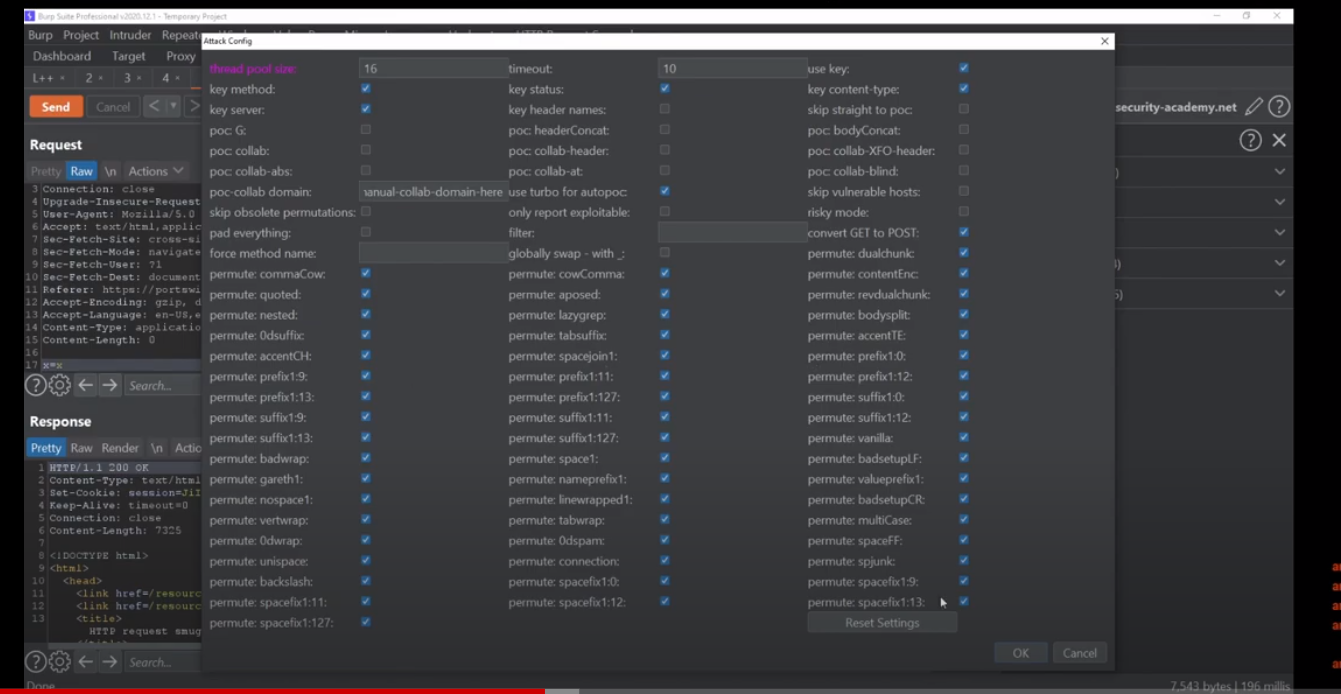 Burp Suite Professional v2020.12.1 - Temporary Project
Burp Project Intruder Repeate
Attack Config
Dashboard Target Proxy
L++ × 2 × 3 × 4 ×
Send Cancel < >
security-academy.net
Request
Pretty Raw \n Actions
3 Connection: close
4 Upgrade-Insecure-Request
5 User-Agent: Mozilla/5.0
6 Accept: text/html,applic
7 Sec-Fetch-Site: cross-si
8 Sec-Fetch-Mode: navigate
9 Sec-Fetch-User: ?1
10 Sec-Fetch-Dest: document
11 Referer: https://portswi
12 Accept-Encoding: gzip, d
13 Accept-Language: en-US,e
14 Content-Type: applicatio
15 Content-Length: 0
16
17 x=x
Search...
Response
Pretty Raw Render \n Actio
1 HTTP/1.1 200 OK
2 Content-Type: text/html
3 Set-Cookie: session=JiI
4 Keep-Alive: timeout=0
5 Connection: close
6 Content-Length: 7325
7
8 <!DOCTYPE html>
9 <html>
10 <head>
11 <link href=/resourc
12 <link href=/resourc
13 <title>
HTTP request smug
Search...
Done
thread pool size: 16 timeout: 10 use key:
key method: key status: key content-type:
key server: key header names: skip straight to poc:
poc: G: poc: headerConcat: poc: bodyConcat:
poc: collab: poc: collab-header: poc: collab-XFO-header:
poc: collab-abs: poc: collab-at: poc: collab-blind:
poc-collab domain: anual-collab-domain-here use turbo for autopoc: skip vulnerable hosts:
skip obsolete permutations: only report exploitable: risky mode:
pad everything: filter: convert GET to POST:
force method name: globally swap - with _: permute: dualchunk:
permute: commaCow: permute: cowComma: permute: contentEnc:
permute: quoted: permute: aposed: permute: revdualchunk:
permute: nested: permute: lazygrep: permute: bodysplit:
permute: 0dsuffix: permute: tabsuffix: permute: accentTE:
permute: accentCH: permute: spacejoin1: permute: prefix1:0:
permute: prefix1:9: permute: prefix1:11: permute: prefix1:12:
permute: prefix1:13: permute: prefix1:127: permute: suffix1:0:
permute: suffix1:9: permute: suffix1:11: permute: suffix1:12:
permute: suffix1:13: permute: suffix1:127: permute: vanilla:
permute: badwrap: permute: space1: permute: badsetupLF:
permute: gareth1: permute: nameprefix1: permute: valueprefix1:
permute: nospace1: permute: linewrapped1: permute: badsetupCR:
permute: vertwrap: permute: tabwrap: permute: multiCase:
permute: 0dwrap: permute: 0dspam: permute: spaceFF:
permute: unispace: permute: connection: permute: spjunk:
permute: backslash: permute: spacefix1:0: permute: spacefix1:9:
permute: spacefix1:11: permute: spacefix1:12: permute: spacefix1:13:
permute: spacefix1:127: Reset Settings
OK Cancel
7,543 bytes | 196 millis